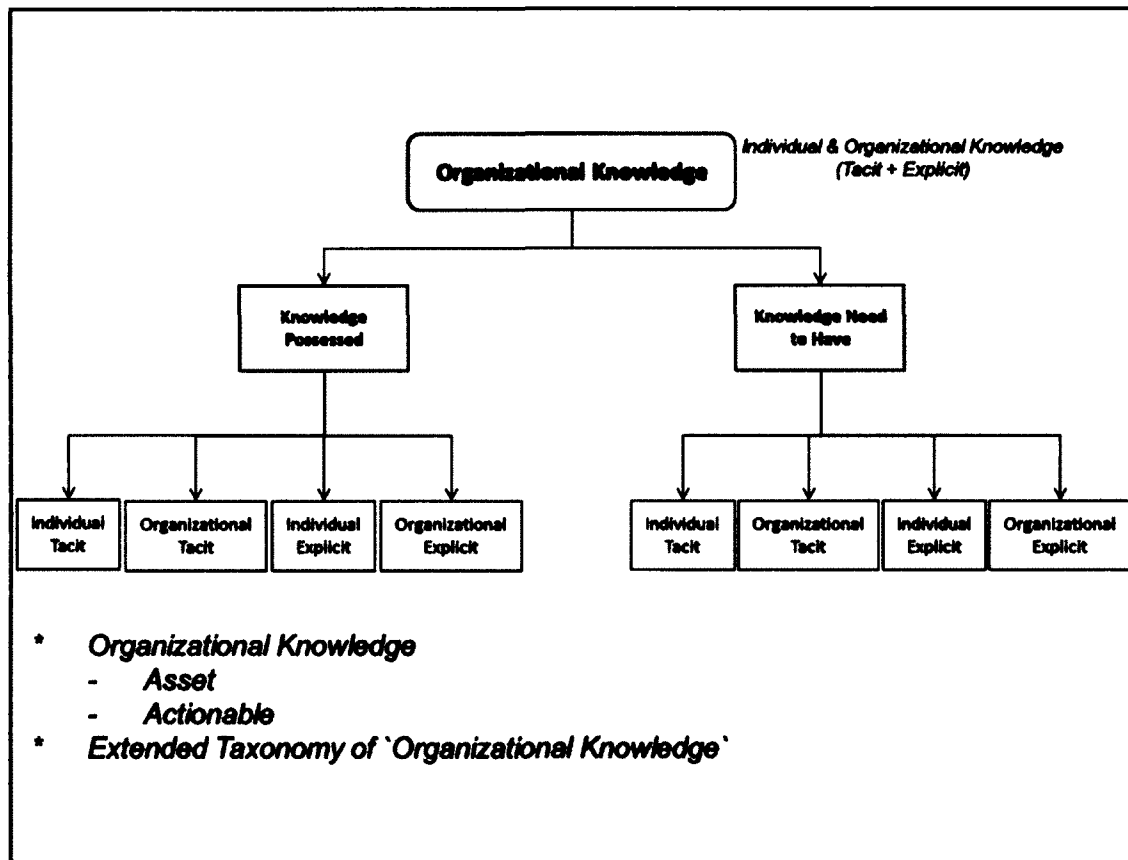 Organizational Knowledge
Individual & Organizational Knowledge
(Tacit + Explicit)
Knowledge
Possessed
Knowledge Need
to Have
Individual
Tacit
Organizational
Tacit
Individual
Explicit
Organizational
Explicit
Individual
Tacit
Organizational
Tacit
Individual
Explicit
Organizational
Explicit
* Organizational Knowledge
- Asset
- Actionable
* Extended Taxonomy of `Organizational Knowledge`